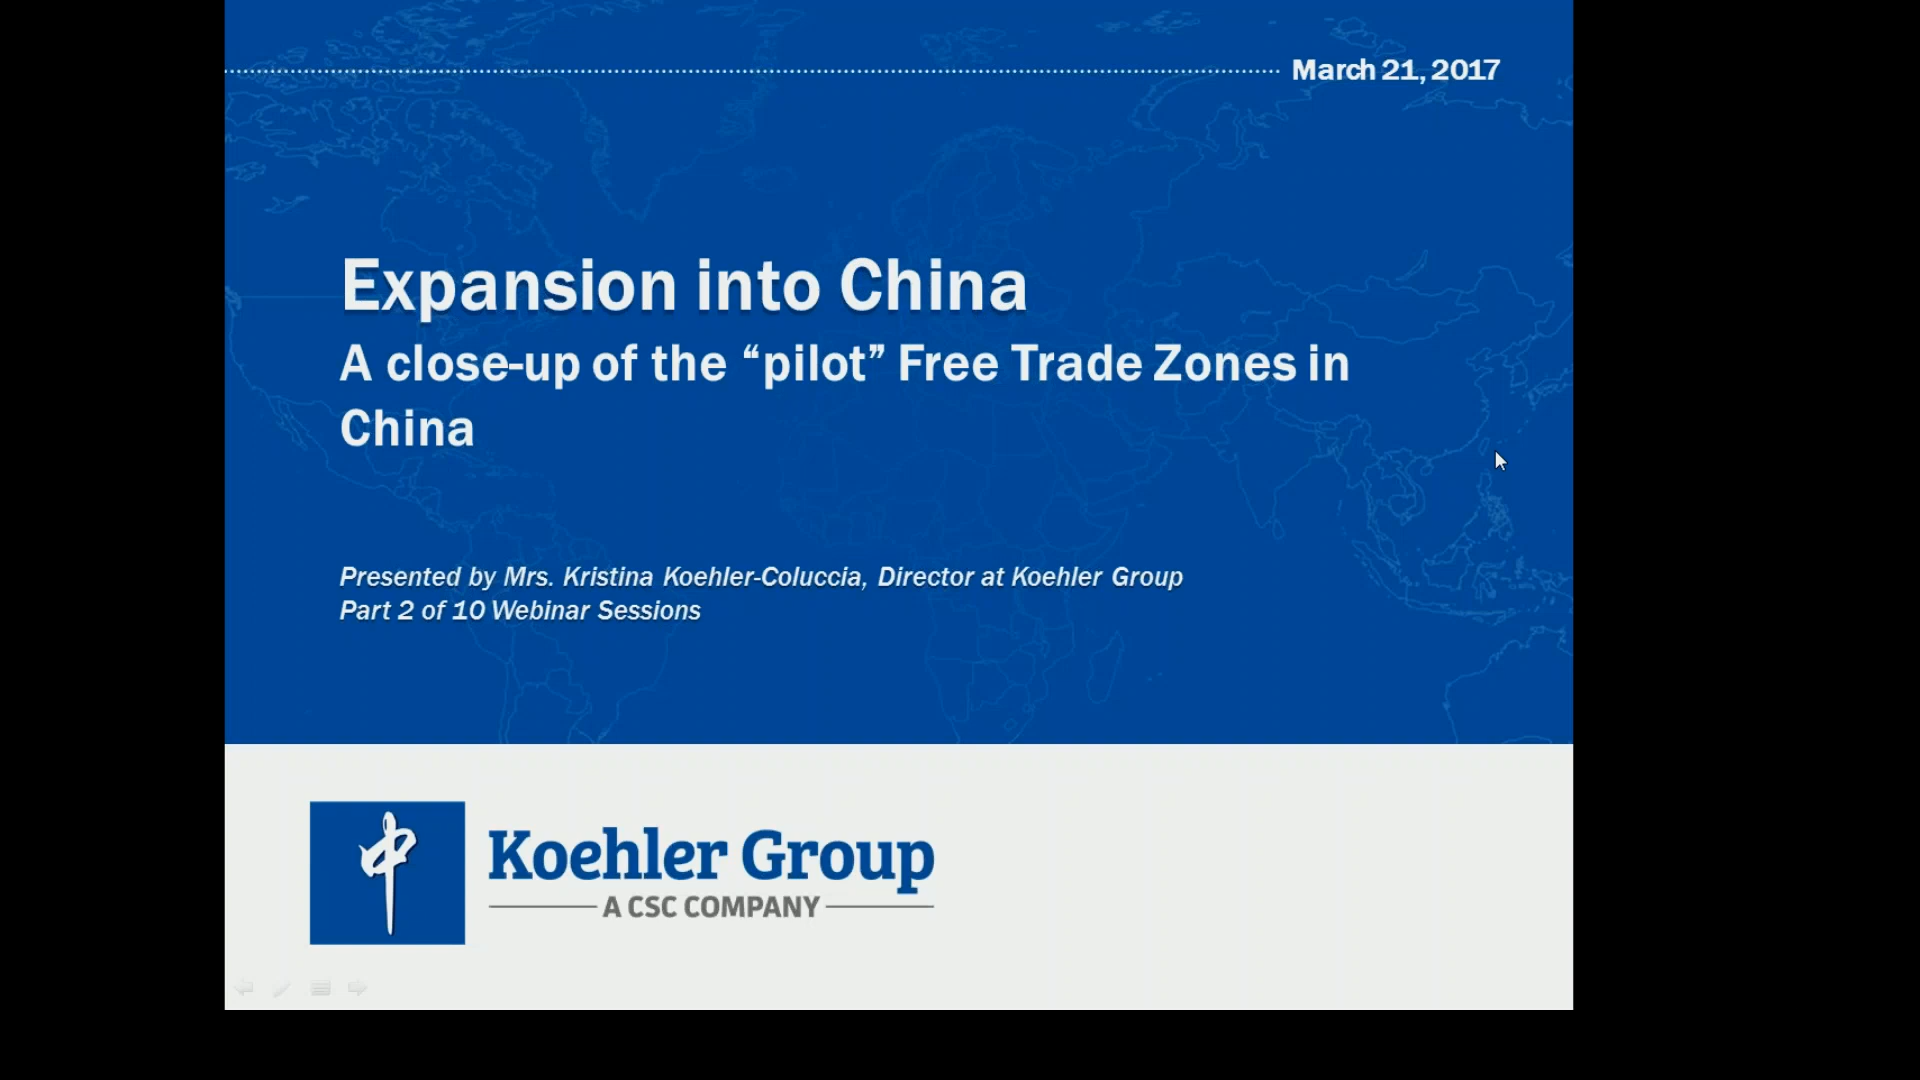 March 21, 2017
Expansion into China
A close-up of the “pilot” Free Trade Zones in
China
Presented by Mrs. Kristina Koehler-Coluccia, Director at Koehler Group
Part 2 of 10 Webinar Sessions
中
Koehler Group
A CSC COMPANY